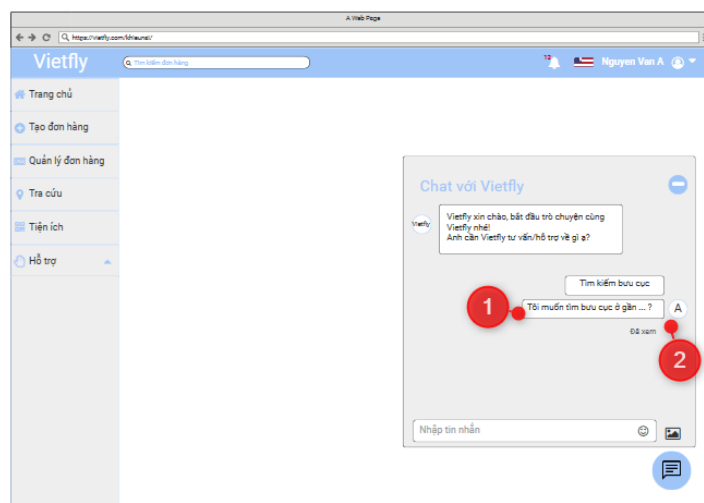 A Web Page
https://vietfly.com/khieunai/
Vietfly
Tìm kiếm đơn hàng
12
Nguyen Van A
Trang chủ
Tạo đơn hàng
Quản lý đơn hàng
Tra cứu
Tiện ích
Hỗ trợ
Chat với Vietfly
Vietfly
Vietfly xin chào, bắt đầu trò chuyện cùng
Vietfly nhé!
Anh cần Vietfly tư vấn/hỗ trợ về gì ạ?
Tìm kiếm bưu cục
1
Tôi muốn tìm bưu cục ở gần ... ?
A
Đã xem
2
Nhập tin nhắn